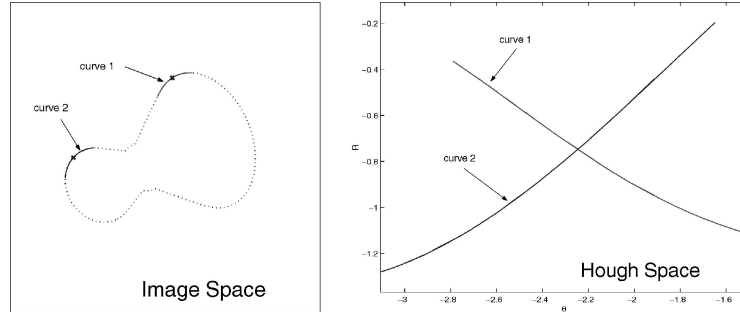 curve 1
curve 2
Image Space
R
−0.2
−0.4
−0.6
−0.8
−1
−1.2
curve 1
curve 2
Hough Space
−3
−2.8
−2.6
−2.4
−2.2
−2
−1.8
−1.6
θ